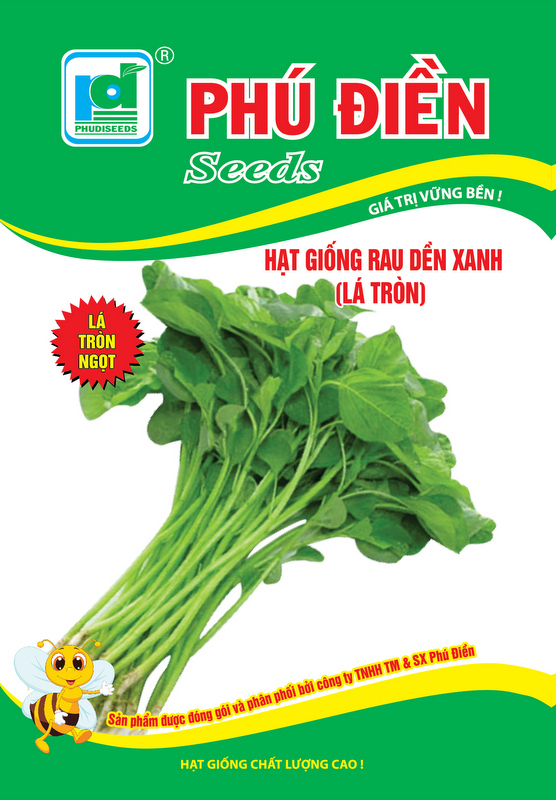 PHUDISEEDS
®
PHÚ ĐIỀN
Seeds
GIÁ TRỊ VỮNG BỀN !
HẠT GIỐNG RAU DỀN XANH
(LÁ TRÒN)
LÁ
TRÒN
NGỌT
Sản phẩm được đóng gói và phân phối bởi công ty TNHH TM & SX Phú Điền
HẠT GIỐNG CHẤT LƯỢNG CAO !